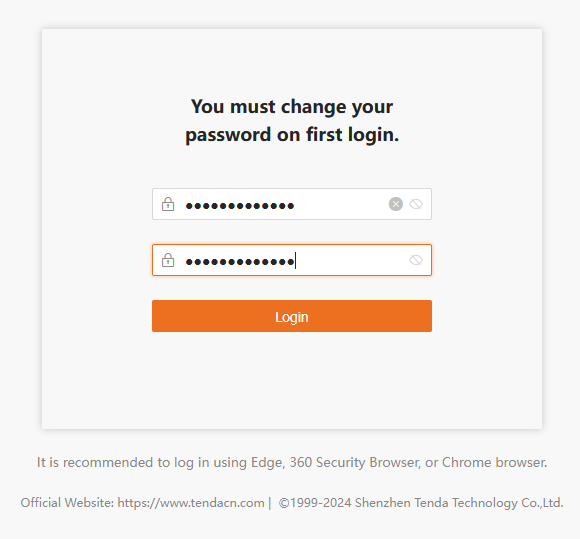 You must change your
password on first login.
●●●●●●●●●●●●●
●●●●●●●●●●●●●
Login
It is recommended to log in using Edge, 360 Security Browser, or Chrome browser.
Official Website: https://www.tendacn.com | ©1999-2024 Shenzhen Tenda Technology Co.,Ltd.